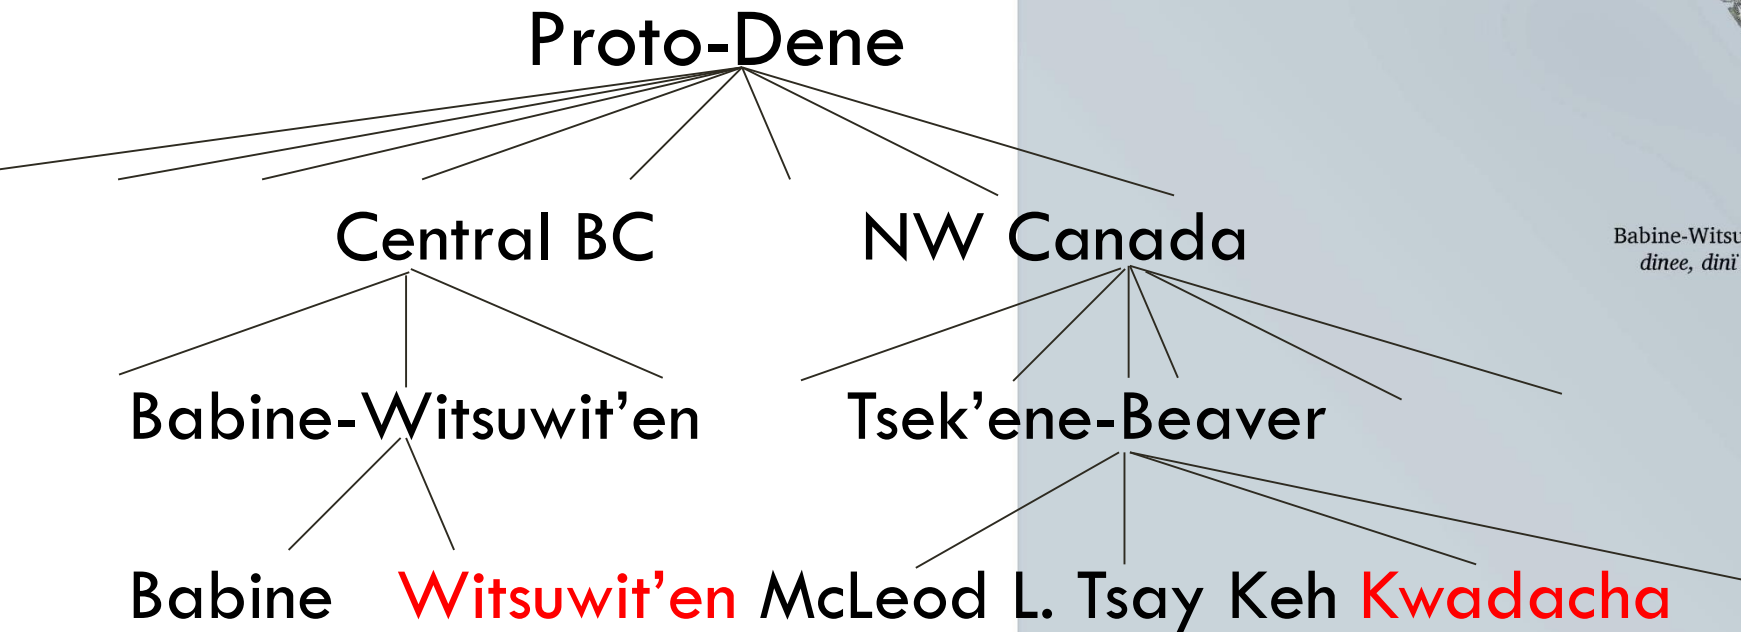 Proto-Dene
Central BC NW Canada
Babine-Witsu
dinee, dinï
Babine-Witsuwit’en Tsek’ene-Beaver
Babine Witsuwit’en McLeod L. Tsay Keh Kwadacha